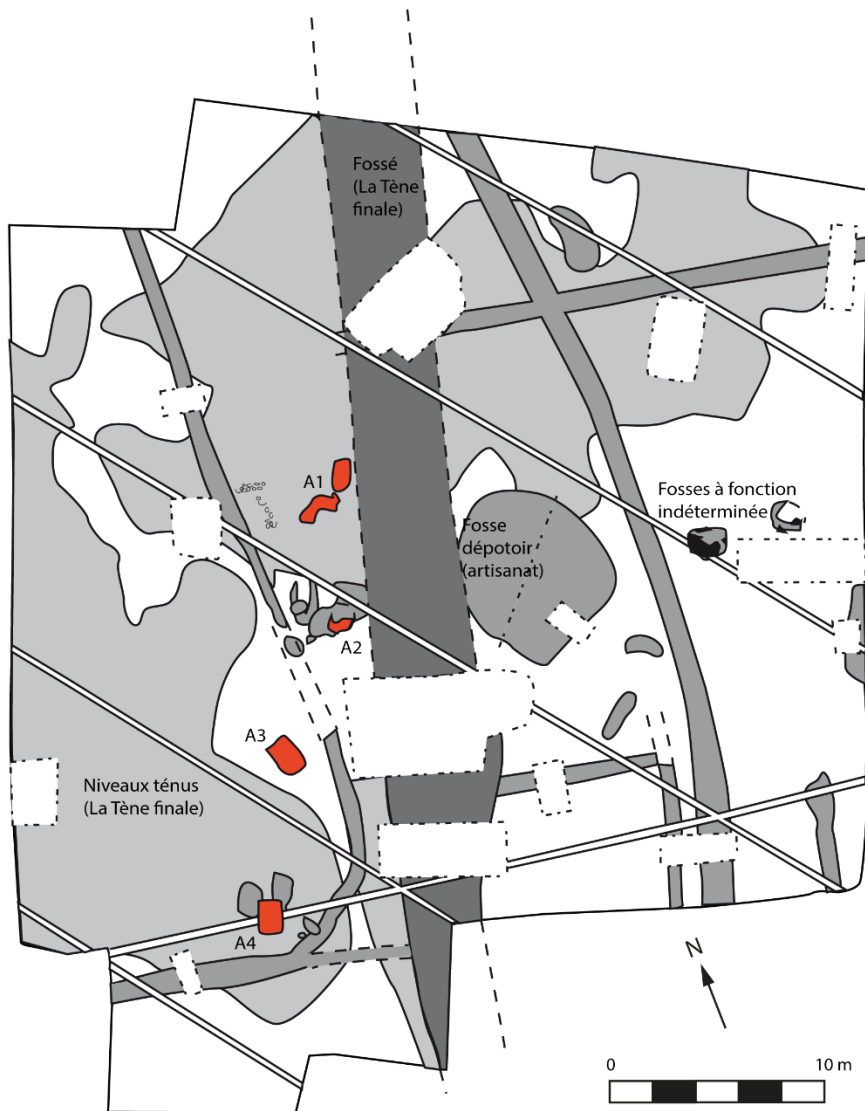 Fossé
(La Tène
finale)
A1
Fosses à fonction
indéterminée
Fosse
dépotoir
(artisanat)
A2
A3
Niveaux ténus
(La Tène finale)
A4
N
0
10 m